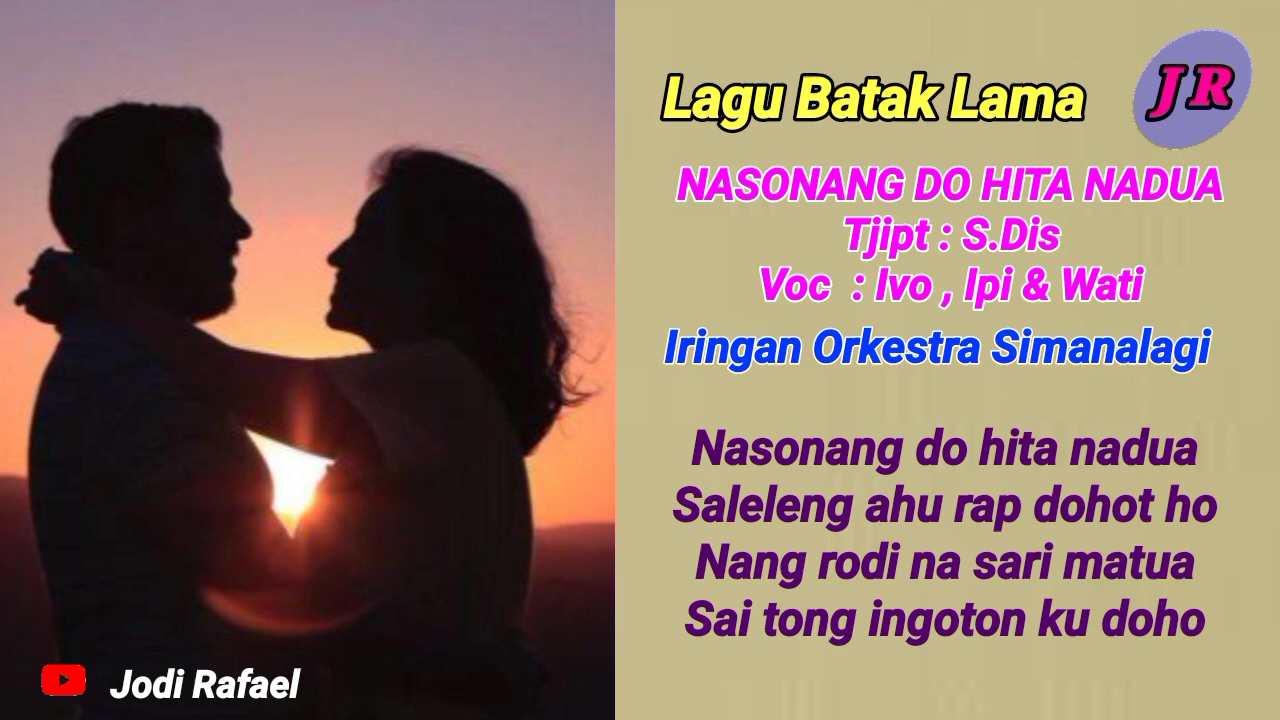 Lagu Batak Lama
JR
NASONANG DO HITA NADUA
Tjipt : S.Dis
Voc : Ivo , Ipi & Wati
Iringan Orkestra Simanalagi
Nasonang do hita nadua
Saleleng ahu rap dohot ho
Nang rodi na sari matua
Sai tong ingoton ku doho
Jodi Rafael